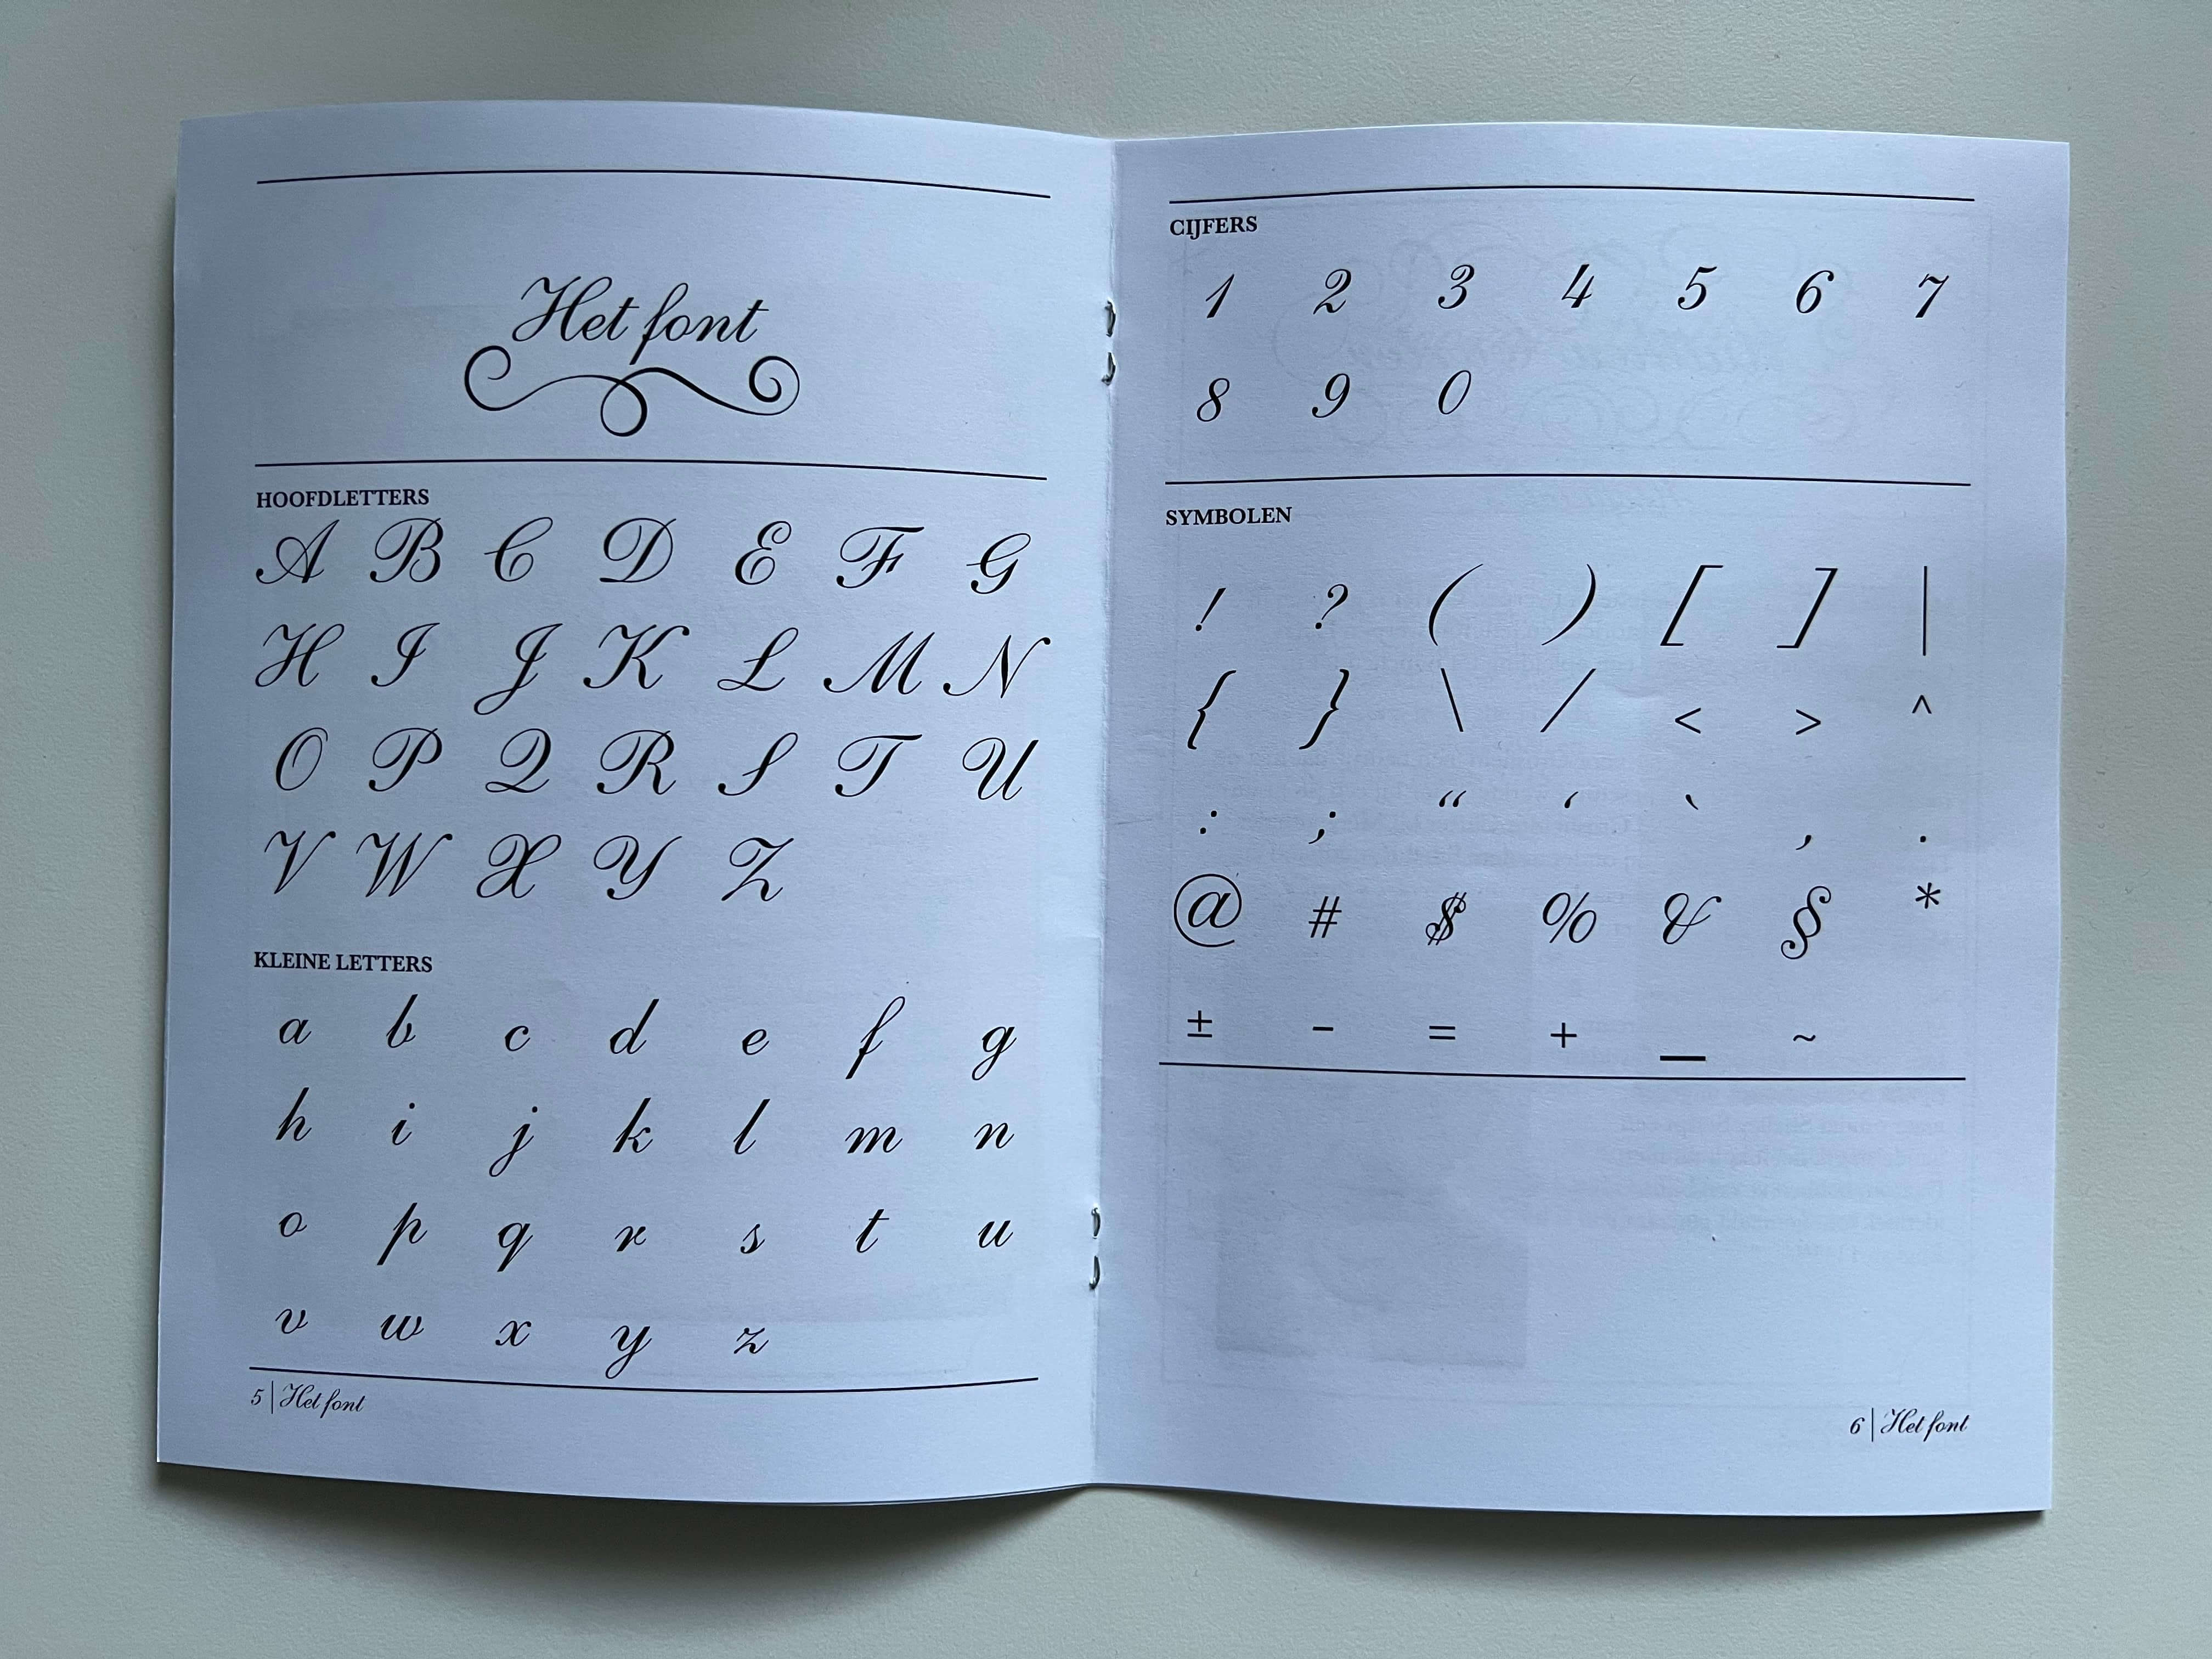 Het font
HOOFDLETTERS
A B C D E F G
H I J K L M N
O P Q R S T U
V W X Y Z
KLEINE LETTERS
a b c d e f g
h i j k l m n
o p q r s t u
v w x y z
5 | Het font
CIJFERS
1 2 3 4 5 6 7
8 9 0
SYMBOLEN
! ? ( ) [ ] |
{ } \ / < > ^
: ; “ ‘ ` , .
@ # $ % & § *
± - = + _ ~
6 | Het font